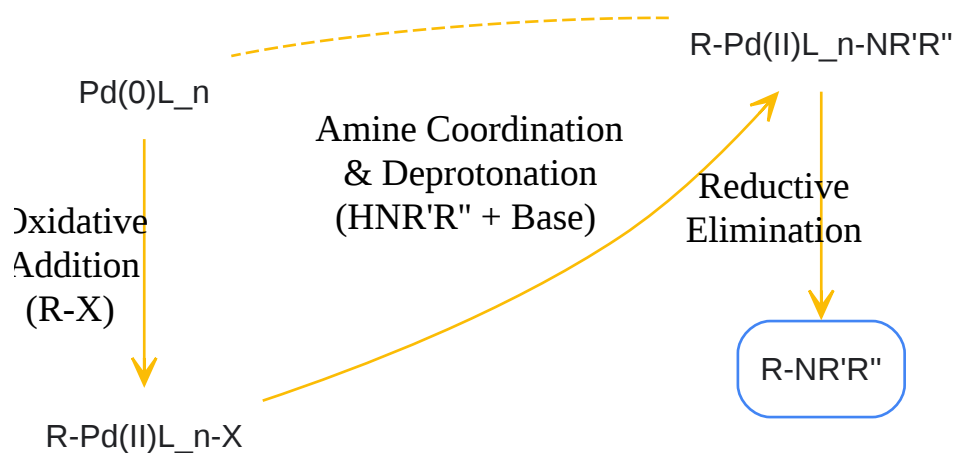 R-Pd(II)L_n-NR'R"
Pd(0)L_n
Amine Coordination
& Deprotonation
(HNR'R" + Base)
Reductive
Elimination
Oxidative
Addition
(R-X)
R-NR'R"
R-Pd(II)L_n-X